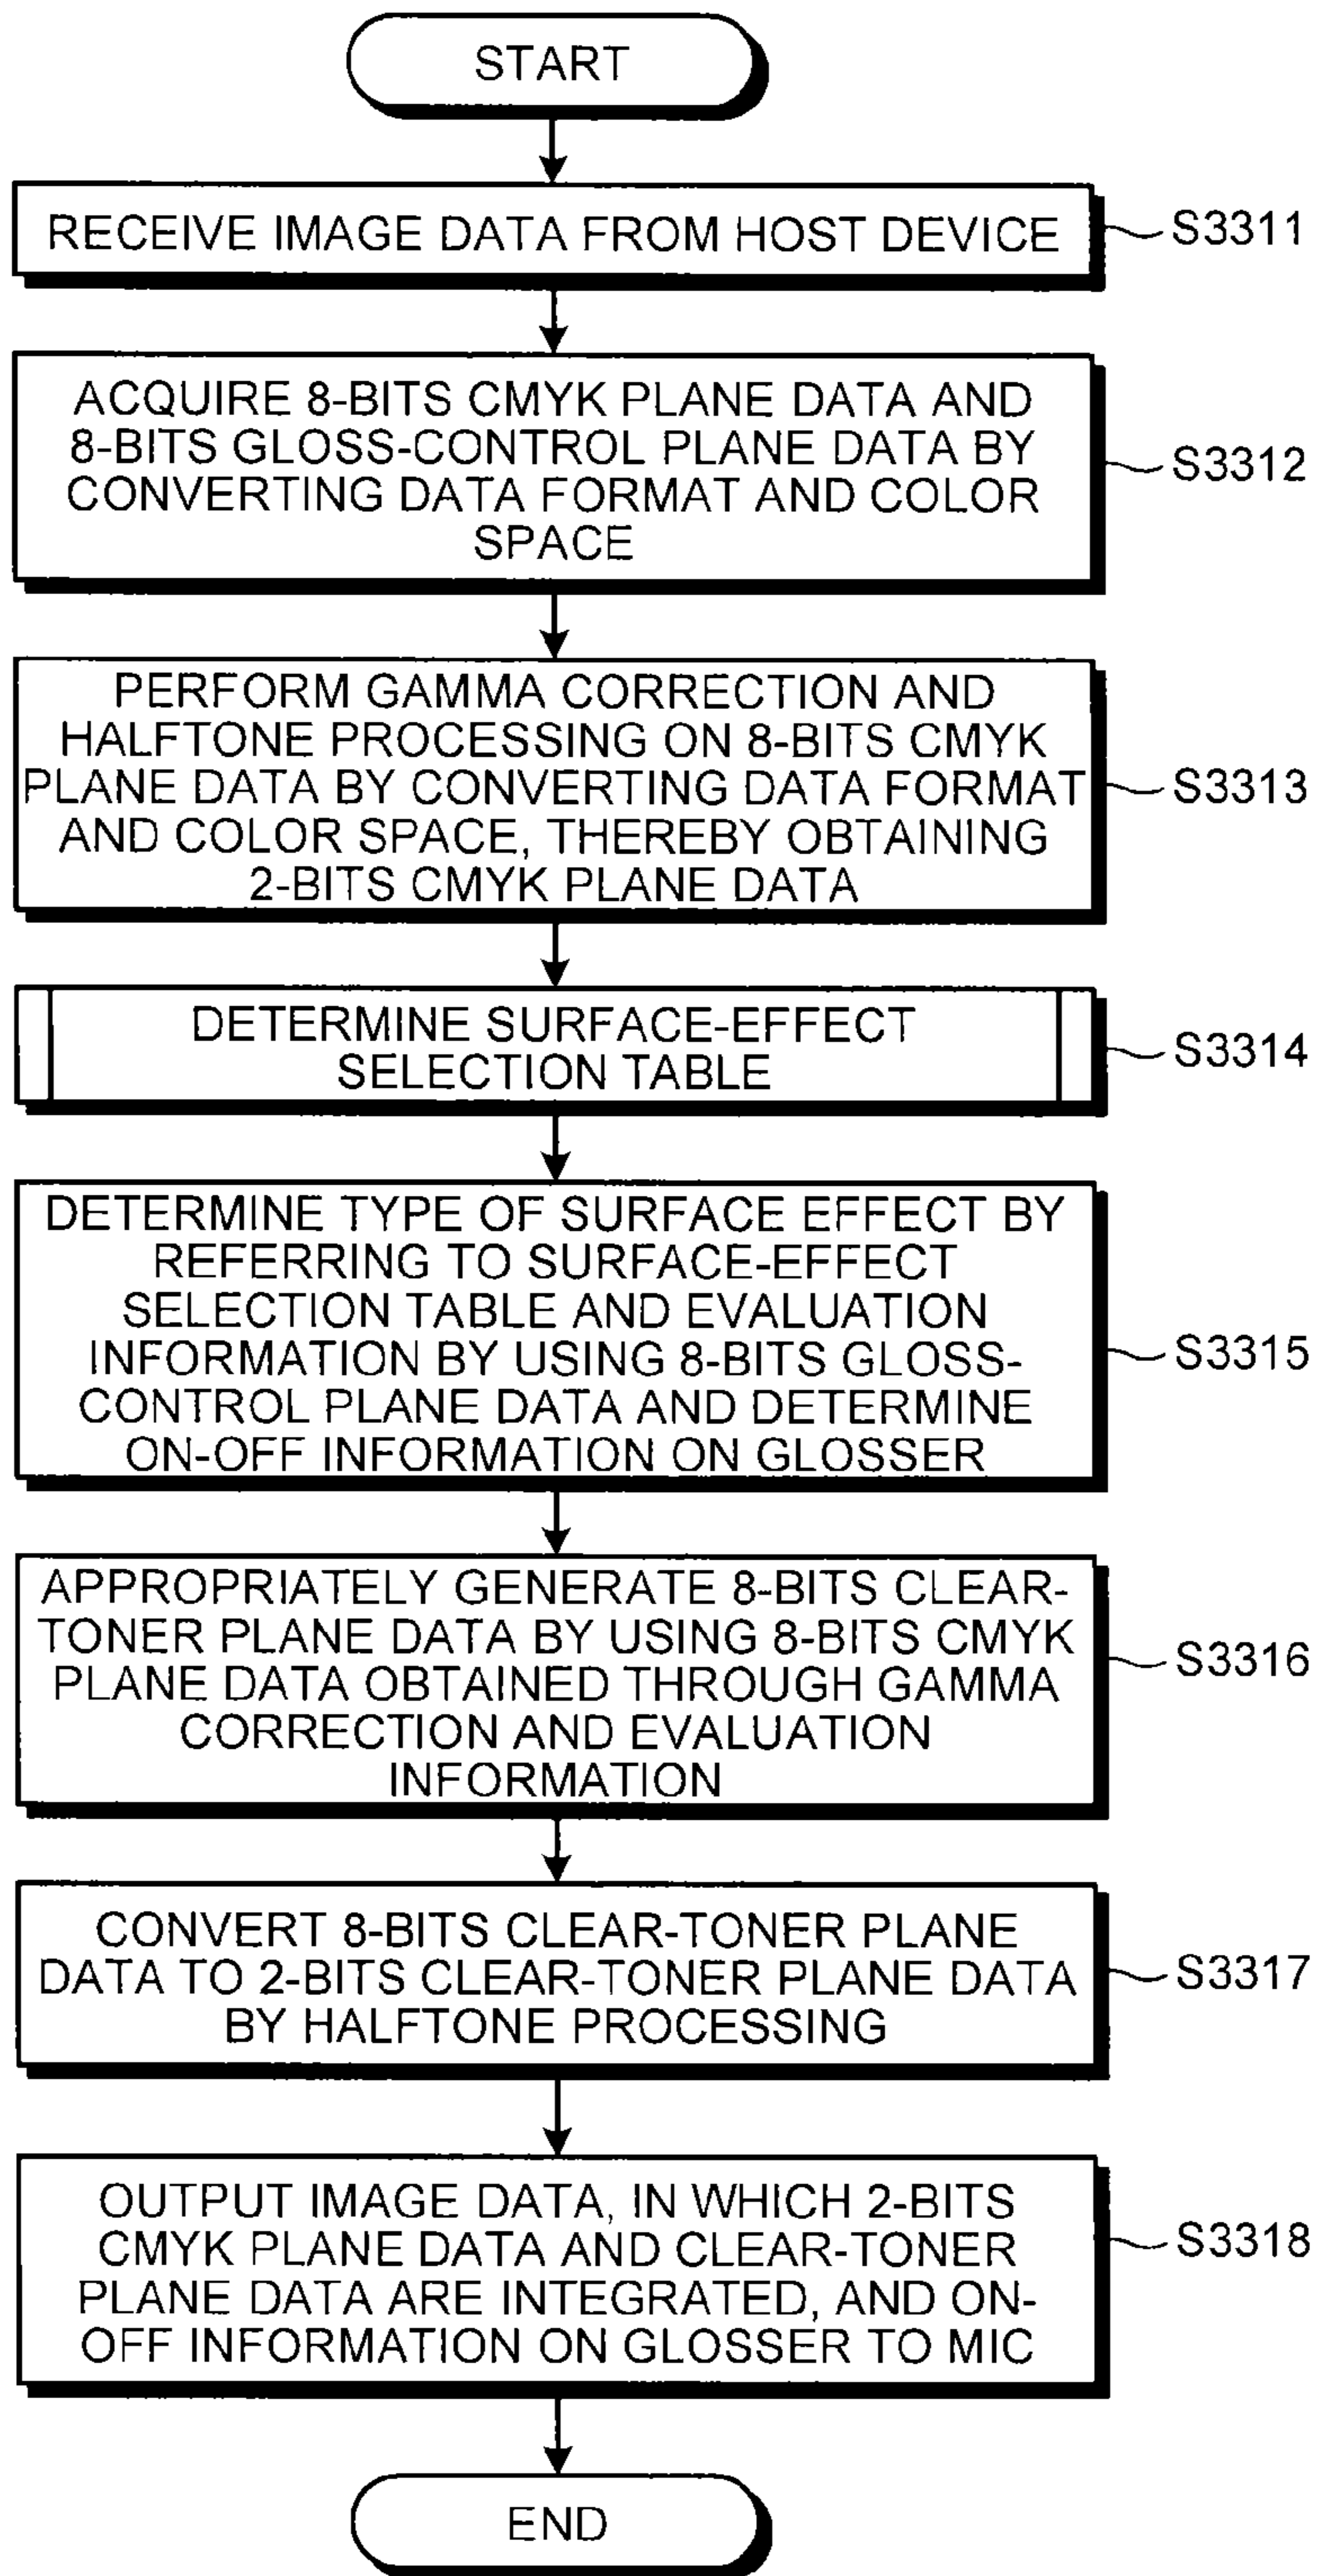 START
RECEIVE IMAGE DATA FROM HOST DEVICE
S3311
ACQUIRE 8-BITS CMYK PLANE DATA AND
8-BITS GLOSS-CONTROL PLANE DATA BY
CONVERTING DATA FORMAT AND COLOR
SPACE
S3312
PERFORM GAMMA CORRECTION AND
HALFTONE PROCESSING ON 8-BITS CMYK
PLANE DATA BY CONVERTING DATA FORMAT
AND COLOR SPACE, THEREBY OBTAINING
2-BITS CMYK PLANE DATA
S3313
DETERMINE SURFACE-EFFECT
SELECTION TABLE
S3314
DETERMINE TYPE OF SURFACE EFFECT BY
REFERRING TO SURFACE-EFFECT
SELECTION TABLE AND EVALUATION
INFORMATION BY USING 8-BITS GLOSS-
CONTROL PLANE DATA AND DETERMINE
ON-OFF INFORMATION ON GLOSSER
S3315
APPROPRIATELY GENERATE 8-BITS CLEAR-
TONER PLANE DATA BY USING 8-BITS CMYK
PLANE DATA OBTAINED THROUGH GAMMA
CORRECTION AND EVALUATION
INFORMATION
S3316
CONVERT 8-BITS CLEAR-TONER PLANE
DATA TO 2-BITS CLEAR-TONER PLANE DATA
BY HALFTONE PROCESSING
S3317
OUTPUT IMAGE DATA, IN WHICH 2-BITS
CMYK PLANE DATA AND CLEAR-TONER
PLANE DATA ARE INTEGRATED, AND ON-
OFF INFORMATION ON GLOSSER TO MIC
S3318
END